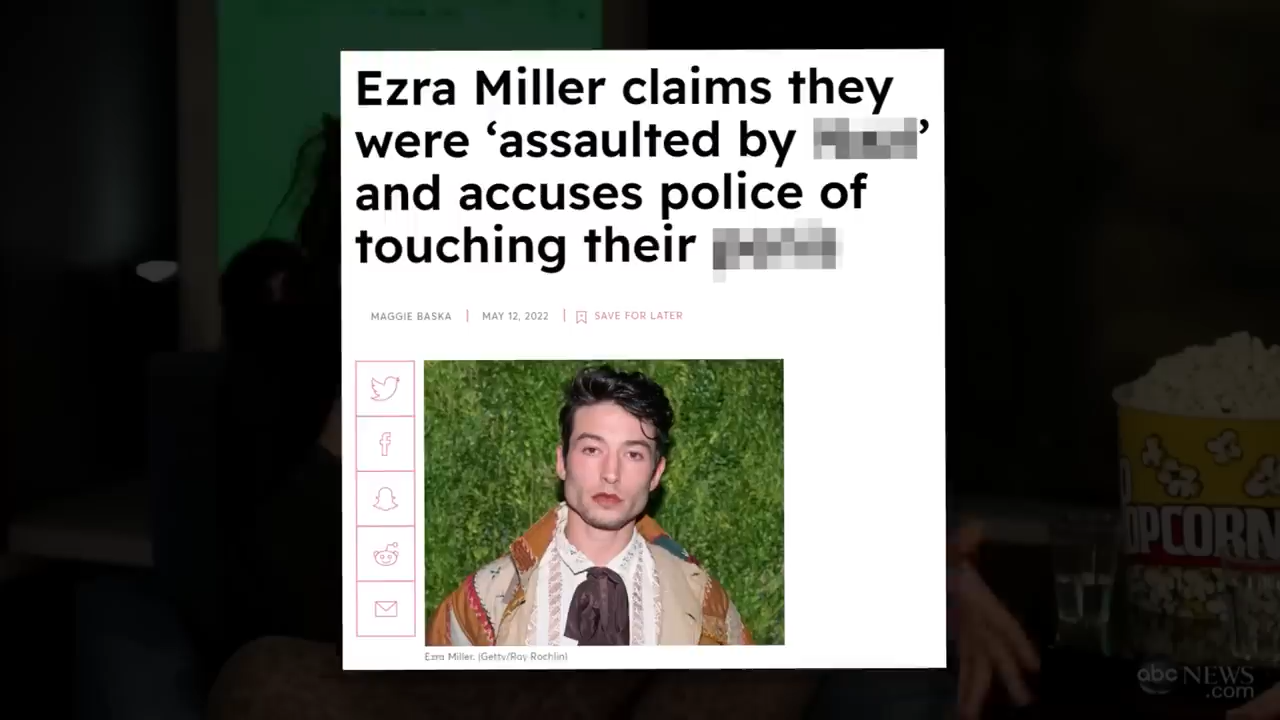 Ezra Miller claims they
were ‘assaulted by ’
and accuses police of
touching their
MAGGIE BASKA | MAY 12, 2022 | SAVE FOR LATER
Ezra Miller. (Getty/Roy Rochlin)
OPCORN
abc NEWS
.com